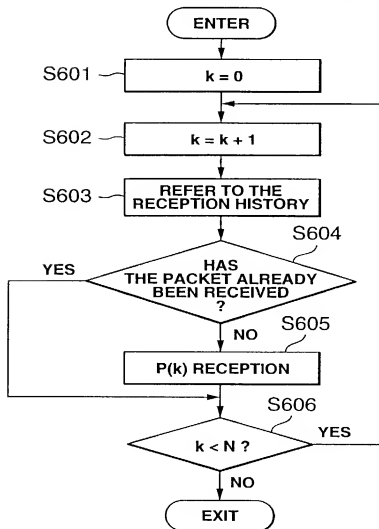 ENTER
S601
k = 0
S602
k = k + 1
S603
REFER TO THE
RECEPTION HISTORY
S604
YES
HAS
THE PACKET ALREADY
BEEN RECEIVED
?
NO
S605
P(k) RECEPTION
S606
k < N ?
YES
NO
EXIT